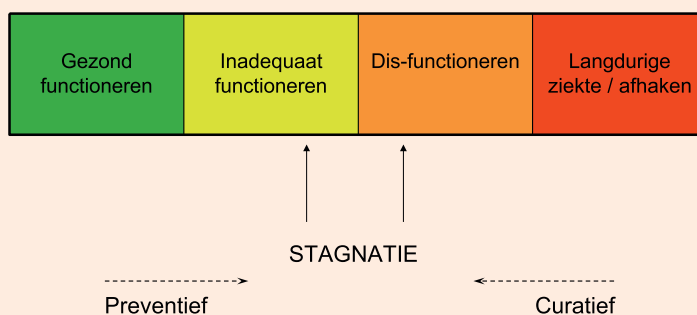 Gezond
functioneren
Inadequaat
functioneren
Dis-functioneren
Langdurige
ziekte / afhaken
STAGNATIE
Preventief
Curatief